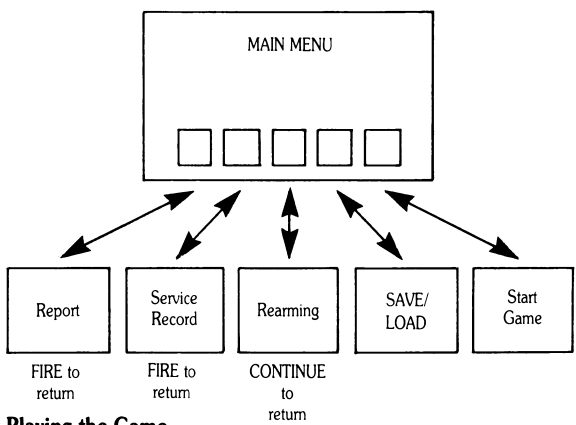 MAIN MENU
Report
Service
Record
Rearming
SAVE/
LOAD
Start
Game
FIRE to
return
FIRE to
return
CONTINUE
to
return
Playing the Game